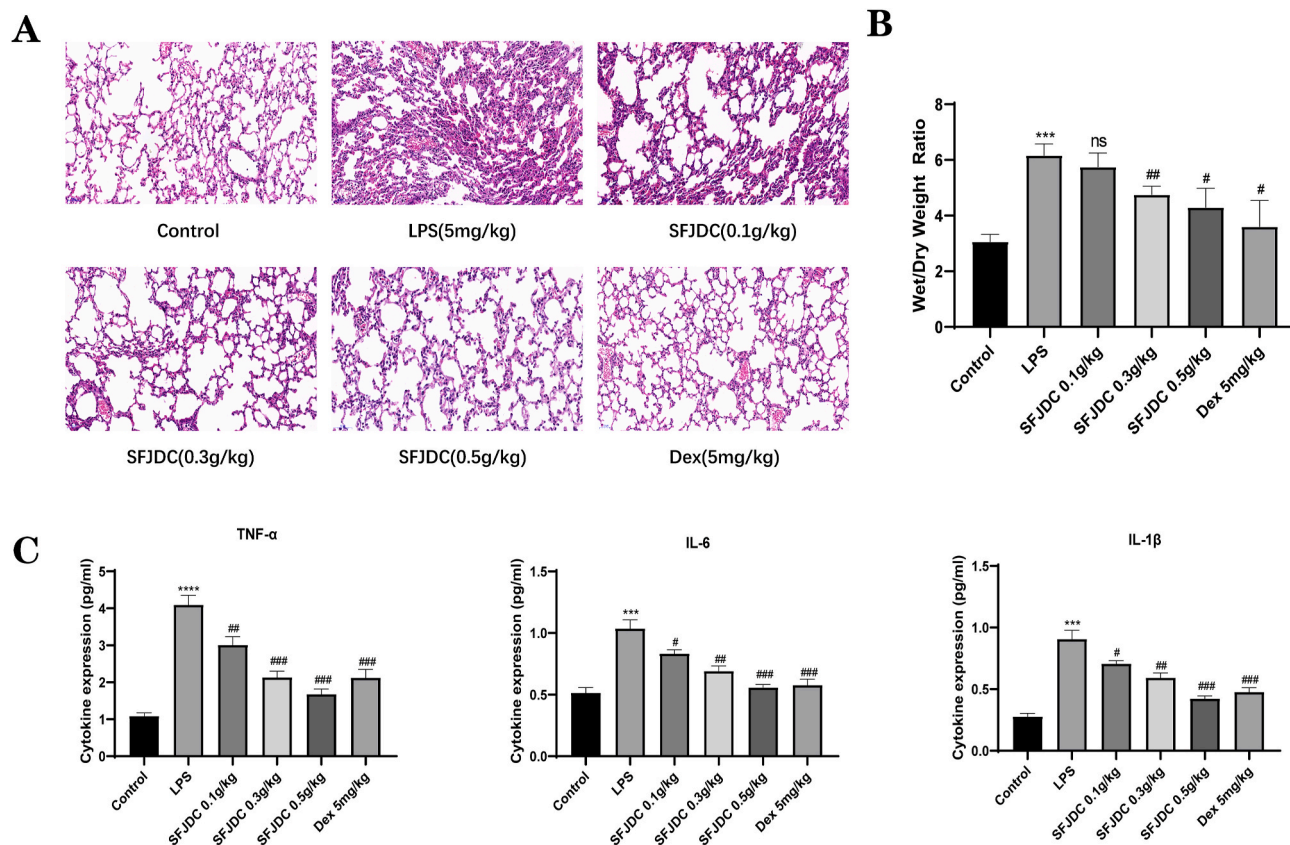 A
Control
LPS(5mg/kg)
SFJDC(0.1g/kg)
SFJDC(0.3g/kg)
SFJDC(0.5g/kg)
Dex(5mg/kg)
B
Wet/Dry Weight Ratio
8
6
4
2
0
***
ns
##
#
#
Control
LPS
SFJDC 0.1g/kg
SFJDC 0.3g/kg
SFJDC 0.5g/kg
Dex 5mg/kg
C
TNF-α
Cytokine expression (pg/ml)
5
4
3
2
1
0
****
##
###
###
###
Control
LPS
SFJDC 0.1g/kg
SFJDC 0.3g/kg
SFJDC 0.5g/kg
Dex 5mg/kg
IL-6
Cytokine expression (pg/ml)
1.5
1.0
0.5
0.0
***
#
##
###
###
Control
LPS
SFJDC 0.1g/kg
SFJDC 0.3g/kg
SFJDC 0.5g/kg
Dex 5mg/kg
IL-1β
Cytokine expression (pg/ml)
1.5
1.0
0.5
0.0
***
#
##
###
###
Control
LPS
SFJDC 0.1g/kg
SFJDC 0.3g/kg
SFJDC 0.5g/kg
Dex 5mg/kg